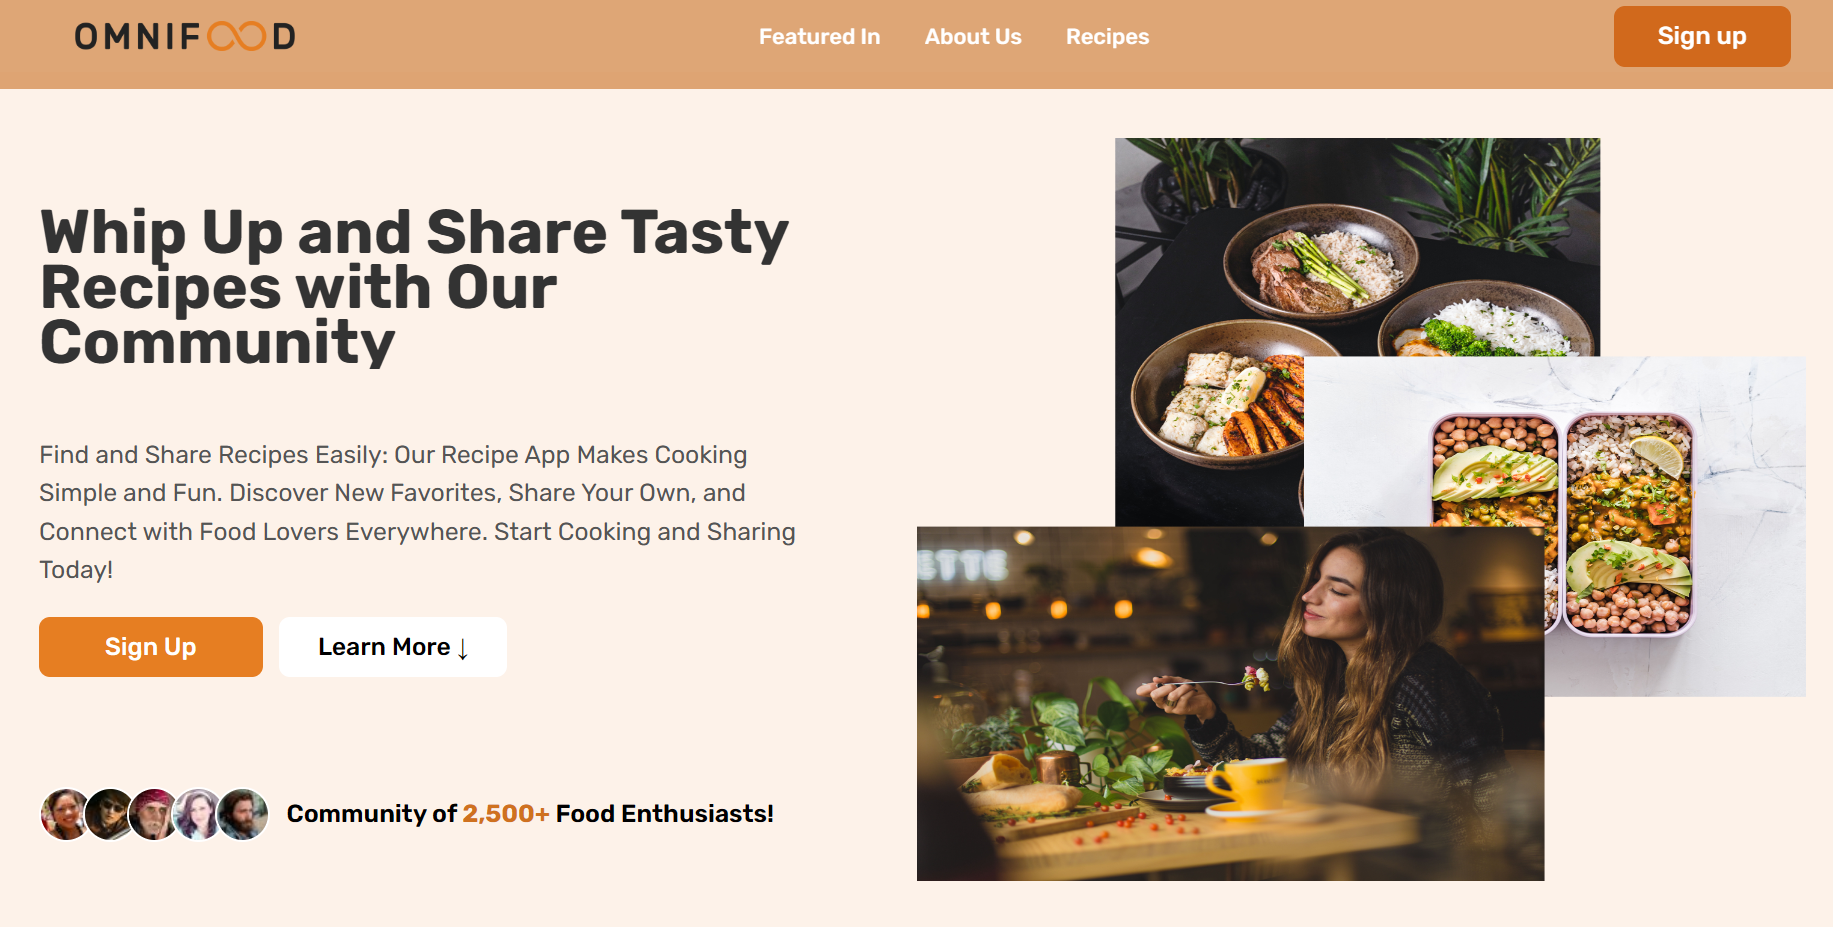 OMNIFOOD
Featured In
About Us
Recipes
Sign up
Whip Up and Share Tasty
Recipes with Our
Community
Find and Share Recipes Easily: Our Recipe App Makes Cooking
Simple and Fun. Discover New Favorites, Share Your Own, and
Connect with Food Lovers Everywhere. Start Cooking and Sharing
Today!
Sign Up
Learn More ↓
Community of 2,500+ Food Enthusiasts!
ETTE